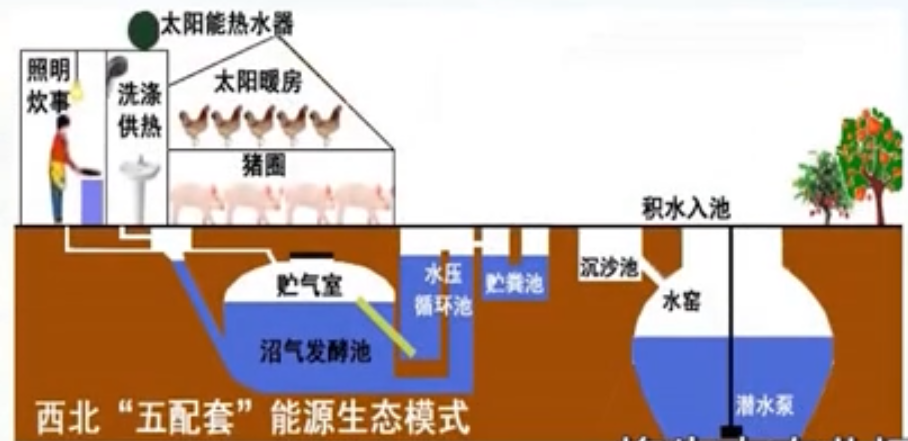 太阳能热水器
照明
炊事
洗涤
供热
太阳暖房
猪圈
积水入池
贮气室
水压
循环池
贮粪池
沉沙池
水窑
沼气发酵池
潜水泵
西北“五配套”能源生态模式